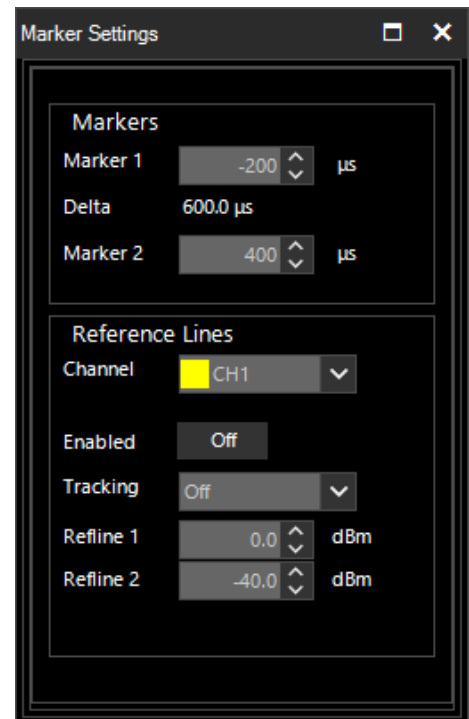 Marker Settings
Markers
Marker 1 -200 µs
Delta 600.0 µs
Marker 2 400 µs
Reference Lines
Channel CH1
Enabled Off
Tracking Off
Refline 1 0.0 dBm
Refline 2 -40.0 dBm